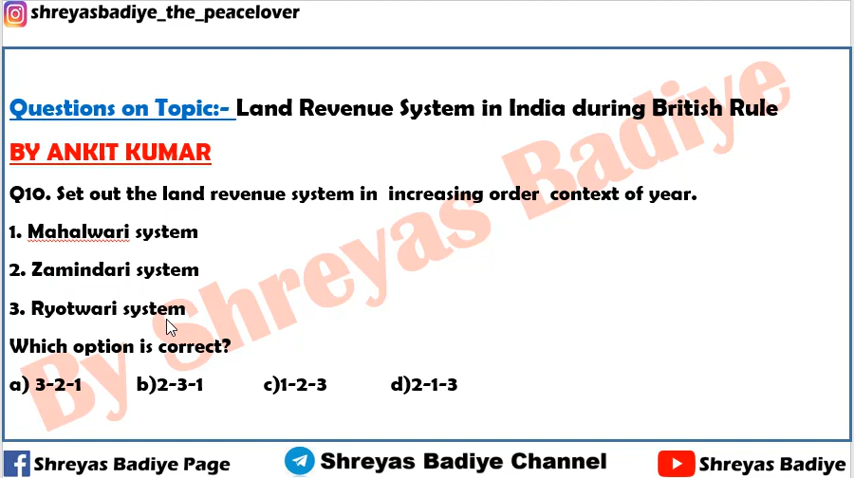 shreyasbadiye_the_peacelover
Questions on Topic:- Land Revenue System in India during British Rule
BY ANKIT KUMAR
Q10. Set out the land revenue system in increasing order context of year.
1. Mahalwari system
2. Zamindari system
3. Ryotwari system
Which option is correct?
a) 3-2-1 b)2-3-1 c)1-2-3 d)2-1-3
By Shreyas Badiye
Shreyas Badiye Page Shreyas Badiye Channel Shreyas Badiye